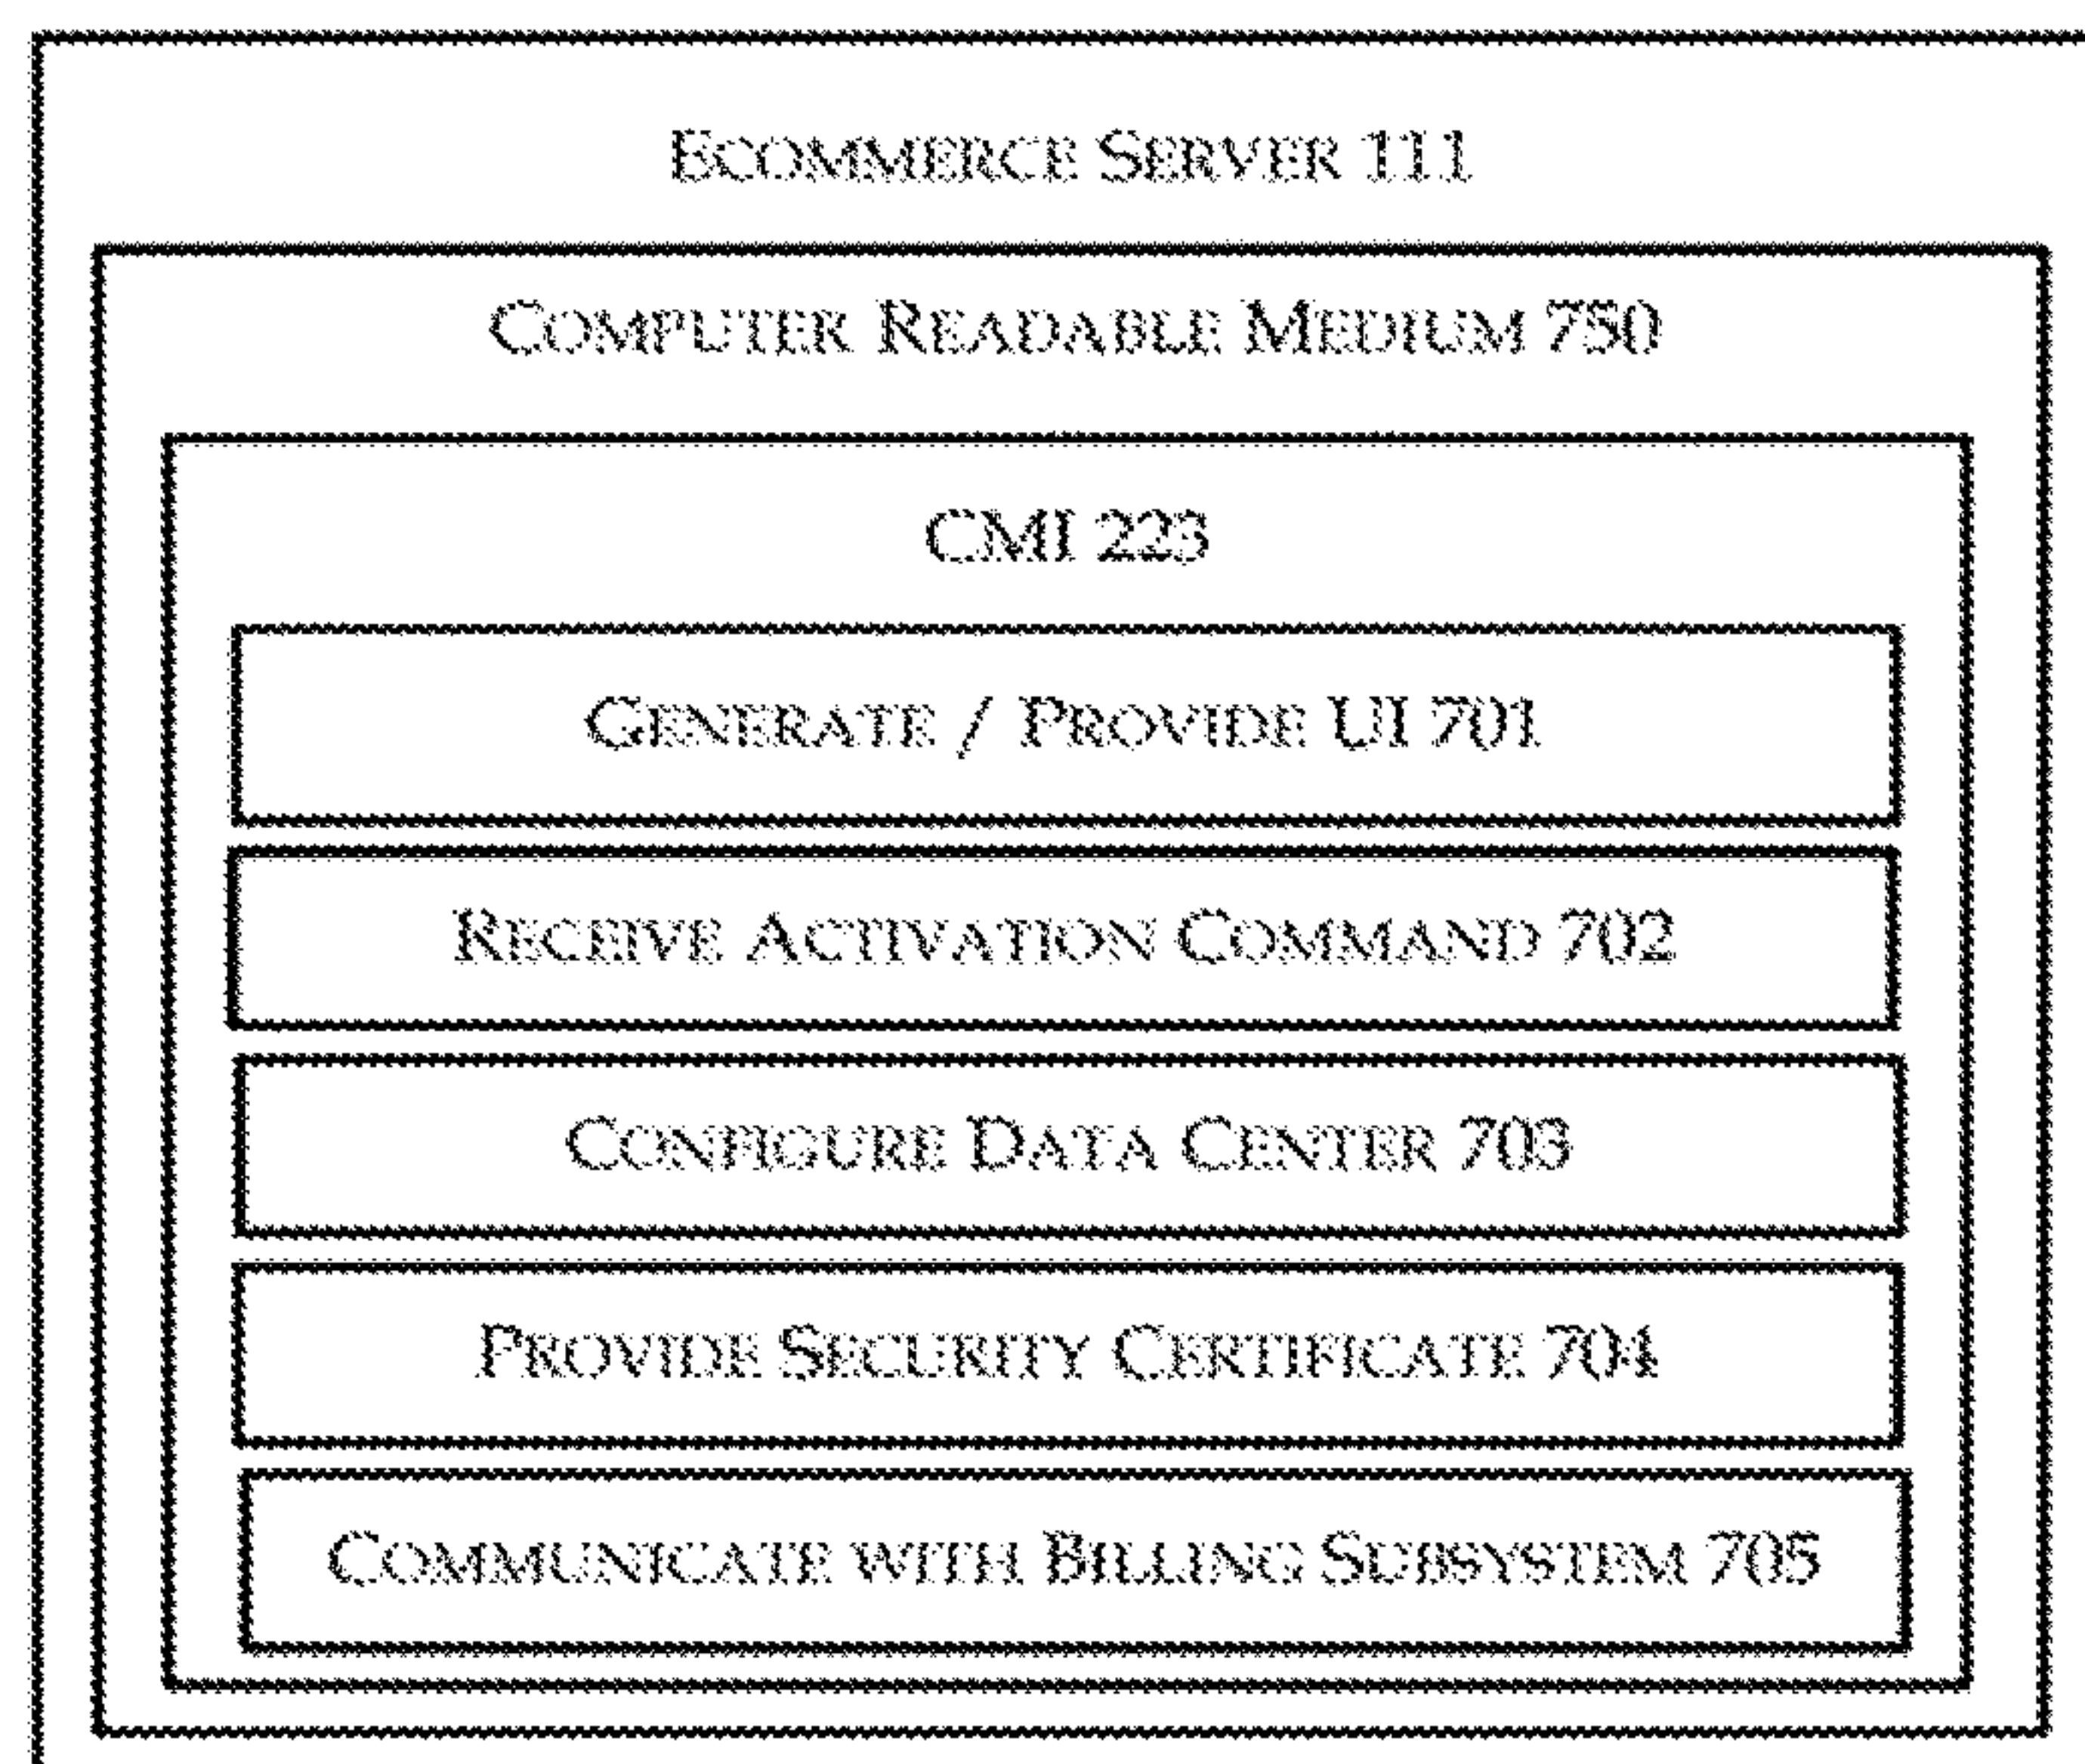 ECOMMERCE SERVER 111
COMPUTER READABLE MEDIUM 750
CMI 223
GENERATE / PROVIDE UI 701
RECEIVE ACTIVATION COMMAND 702
CONFIGURE DATA CENTER 703
PROVIDE SECURITY CERTIFICATE 704
COMMUNICATE WITH BILLING SUBSYSTEM 705